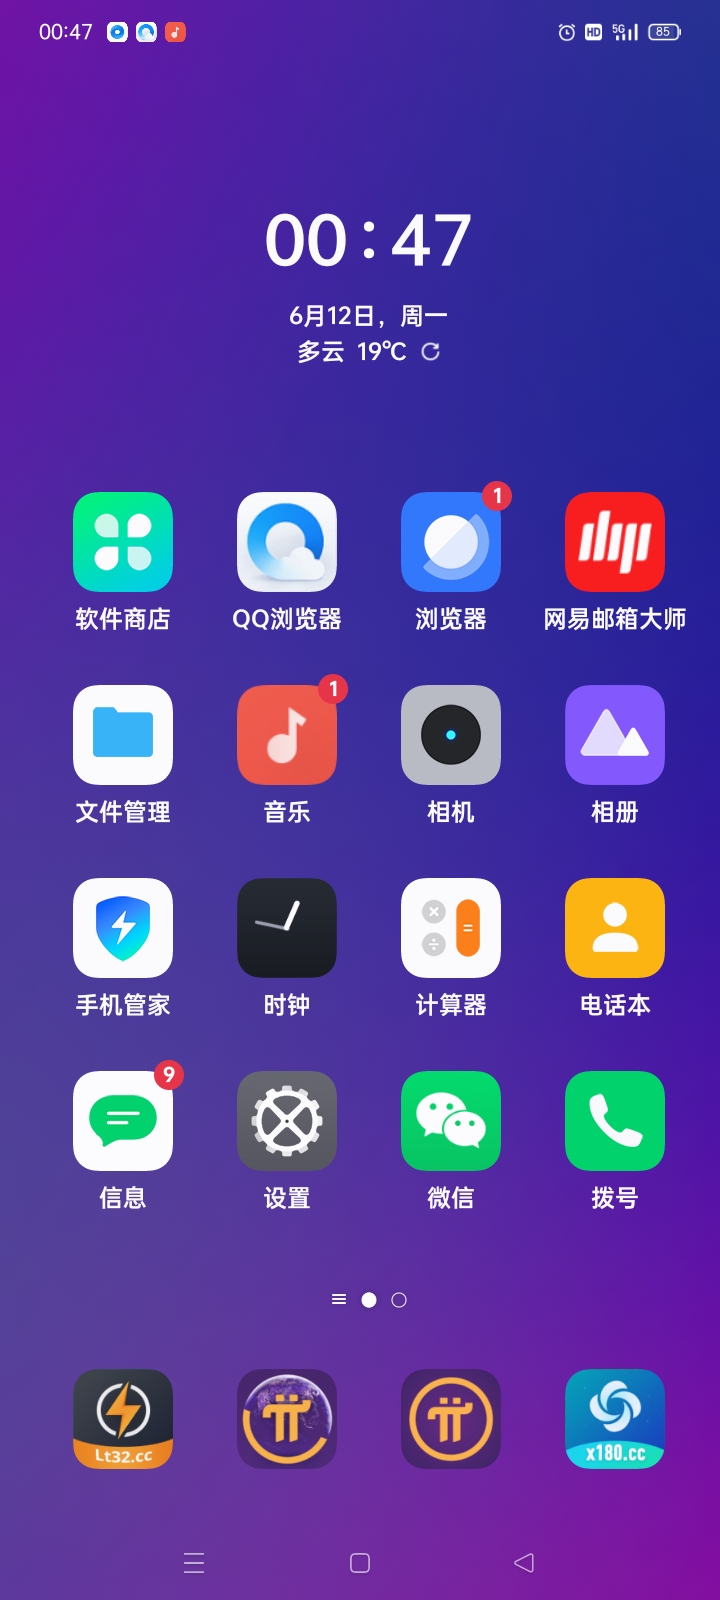 00:47
HD 5G 85
00:47
6月12日，周一
多云 19℃
1
软件商店 QQ浏览器 浏览器 网易邮箱大师
1
文件管理 音乐 相机 相册
手机管家 时钟 计算器 电话本
9
信息 设置 微信 拨号
Lt32.cc x180.cc